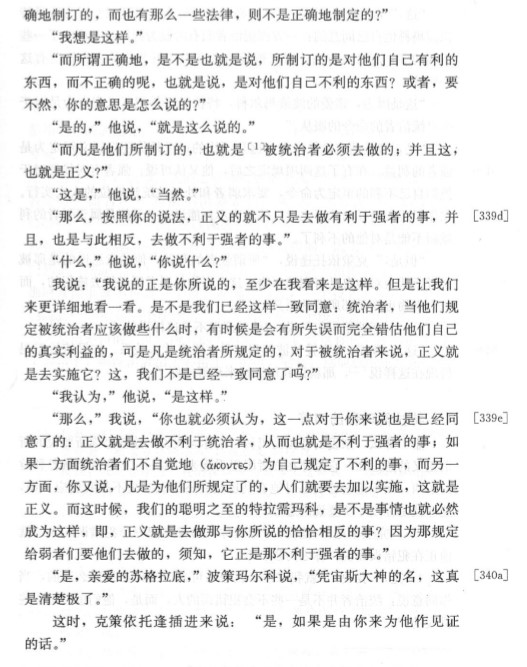 确地制订的，而也有那么一些法律，则不是正确地制定的？”
“我想是这样。”
“而所谓正确地，是不是也就是说，所制订的是对他们自己有利的
东西，而不正确的呢，也就是说，是对他们自己不利的东西？或者，要
不然，你的意思是怎么说的？”
“是的，”他说，“就是这么说的。”
“而凡是他们所制订的，也就是〔1〕被统治者必须去做的；并且这，
也就是正义？”
“这是，”他说，“当然。”
“那么，按照你的说法，正义的就不只是去做有利于强者的事，并 [339d]
且，也是与此相反，去做不利于强者的事。”
“什么，”他说，“你说什么？”
我说，“我说的正是你所说的，至少在我看来是这样。但是让我们
来更详细地看一看。是不是我们已经这样一致同意：统治者，当他们规
定被统治者应该做些什么时，有时候是会有所失误而完全错估他们自己
的真实利益的，可是凡是统治者所规定的，对于被统治者来说，正义就
是去实施它？这，我们不是已经一致同意了吗？”
“我认为，”他说，“是这样。”
“那么，”我说，“你也就必须认为，这一点对于你来说也是已经同 [339e]
意了的：正义就是去做不利于统治者，从而也就是不利于强者的事；如
果一方面统治者们不自觉地（ἄκοντες）为自己规定了不利的事，而另一
方面，你又说，凡是为他们所规定了的，人们就要去加以实施，这就是
正义。而这时候，我们的聪明之至的特拉需玛科，是不是事情也就必然
成为这样，即，正义就是去做那与你所说的恰恰相反的事？因为那规定
给弱者们要他们去做的，须知，它正是那不利于强者的事。”
“是，亲爱的苏格拉底，”波策玛尔科说，“凭宙斯大神的名，这真 [340a]
是清楚极了。”
这时，克策依托逢插进来说： “是，如果是由你来为他作见证
的话。”